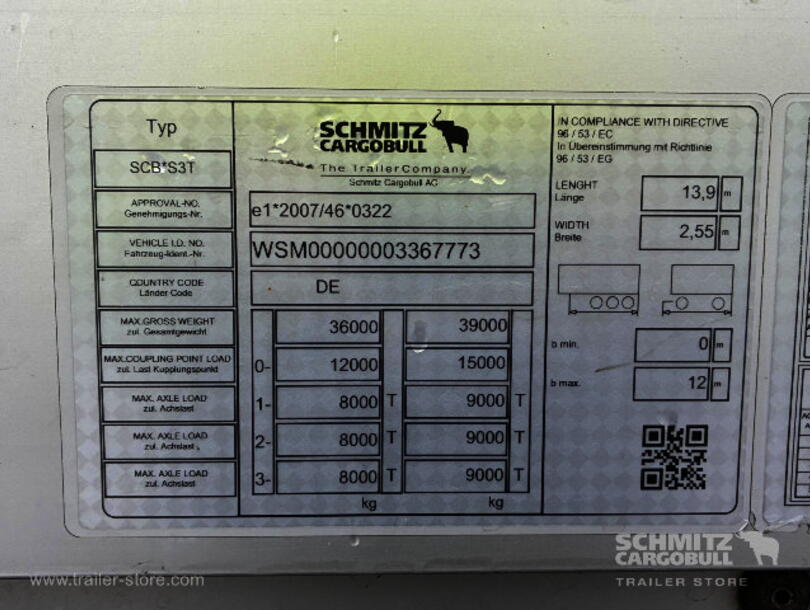 Typ
SCB*S3T
APPROVAL-NO.
Genehmigungs-Nr.
VEHICLE I.D. NO.
Fahrzeug-Ident.-Nr.
COUNTRY CODE
Länder Code
MAX.GROSS WEIGHT
zul. Gesamtgewicht
MAX.COUPLING POINT LOAD
zul. Last Kupplungspunkt
MAX. AXLE LOAD
zul. Achslast
MAX. AXLE LOAD
zul. Achslast
MAX. AXLE LOAD
zul. Achslast
SCHMITZ
CARGOBULL
The TrailerCompany.
Schmitz Cargobull AG
e1*2007/46*0322
WSM00000003367773
DE
36000 39000
0- 12000 15000
1- 8000 T 9000 T
2- 8000 T 9000 T
3- 8000 T 9000 T
kg kg
IN COMPLIANCE WITH DIRECTIVE
96 / 53 / EC
In Übereinstimmung mit Richtlinie
96 / 53 / EG
LENGHT
Länge
13,9 m
WIDTH
Breite
2,55 m
b min. 0 m
b max. 12 m
SCHMITZ
CARGOBULL
TRAILER STORE
www.trailer-store.com